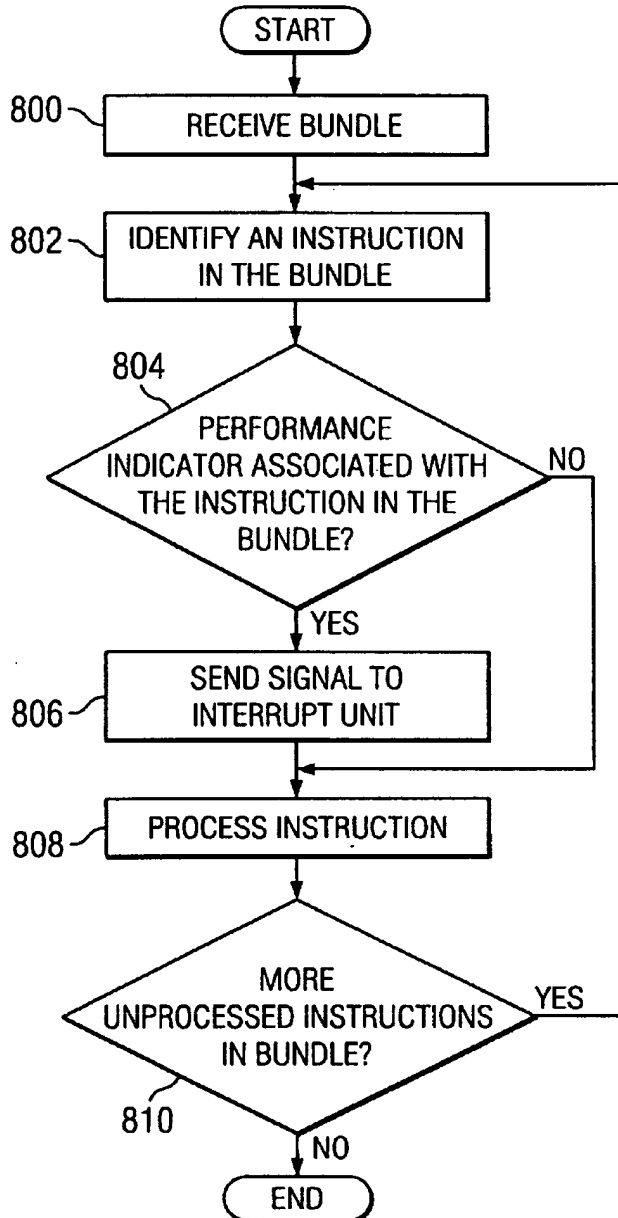 START
800
RECEIVE BUNDLE
802
IDENTIFY AN INSTRUCTION
IN THE BUNDLE
804
PERFORMANCE
INDICATOR ASSOCIATED WITH
THE INSTRUCTION IN THE
BUNDLE?
NO
YES
806
SEND SIGNAL TO
INTERRUPT UNIT
808
PROCESS INSTRUCTION
MORE
UNPROCESSED INSTRUCTIONS
IN BUNDLE?
YES
810
NO
END